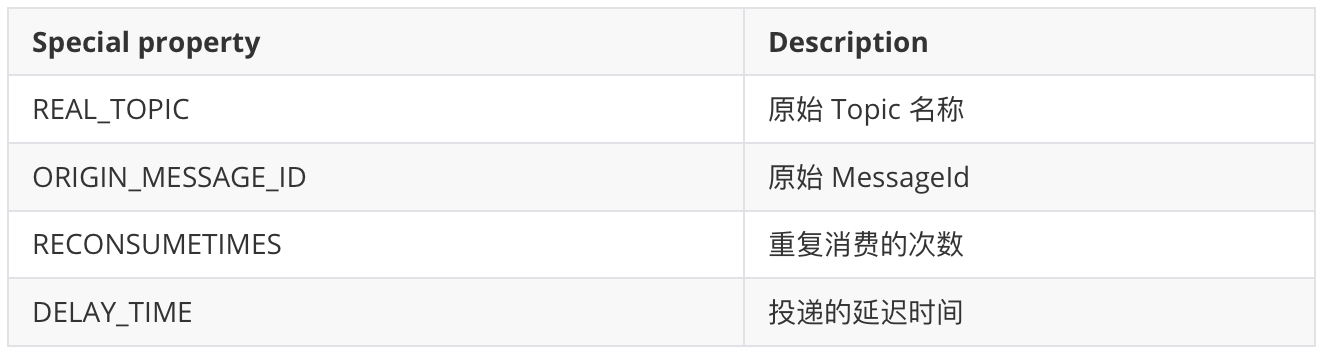 Special property Description
REAL_TOPIC 原始 Topic 名称
ORIGIN_MESSAGE_ID 原始 MessageId
RECONSUMETIMES 重复消费的次数
DELAY_TIME 投递的延迟时间